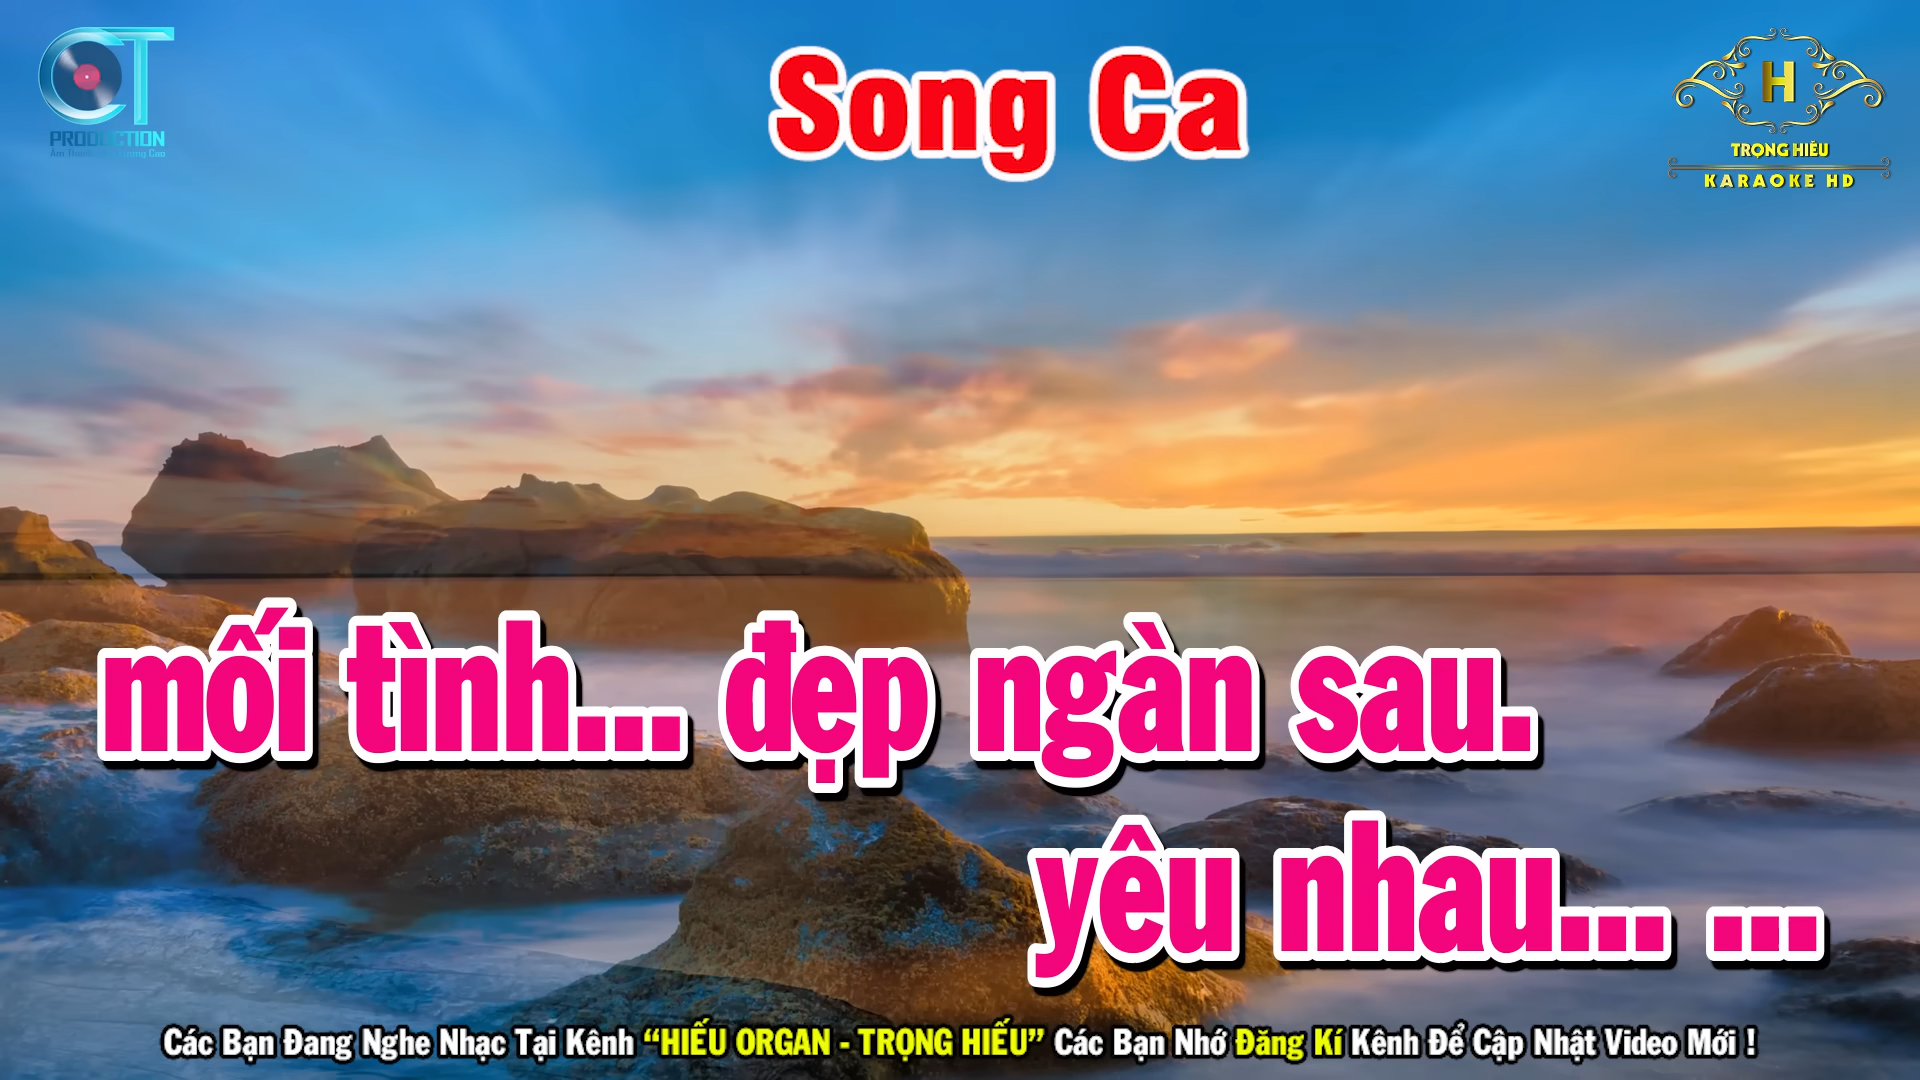 CT
PRODUCTION
Song Ca
H
TRỌNG HIẾU
KARAOKE HD
mối tình... đẹp ngàn sau.
yêu nhau... ...
Các Bạn Đang Nghe Nhạc Tại Kênh “HIẾU ORGAN - TRỌNG HIẾU” Các Bạn Nhớ Đăng Kí Kênh Để Cập Nhật Video Mới !